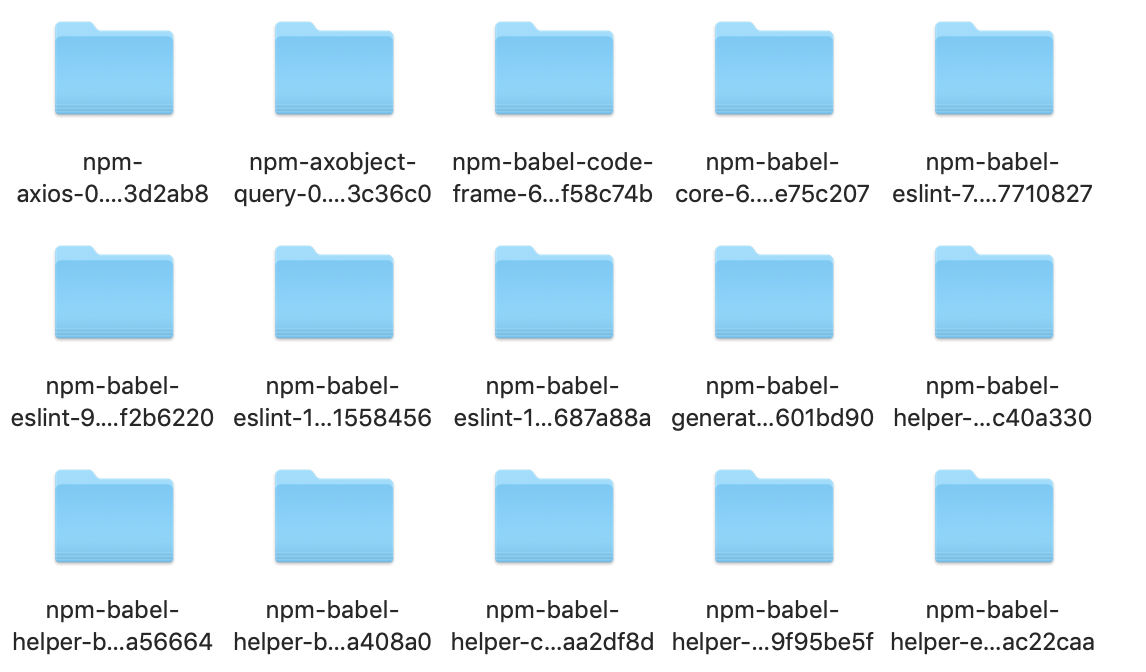 npm-
axios-0....3d2ab8
npm-axobject-
query-0....3c36c0
npm-babel-code-
frame-6...f58c74b
npm-babel-
core-6....e75c207
npm-babel-
eslint-7....7710827
npm-babel-
eslint-9....f2b6220
npm-babel-
eslint-1...1558456
npm-babel-
eslint-1...687a88a
npm-babel-
generat...601bd90
npm-babel-
helper-...c40a330
npm-babel-
helper-b...a56664
npm-babel-
helper-b...a408a0
npm-babel-
helper-c...aa2df8d
npm-babel-
helper-...9f95be5f
npm-babel-
helper-e...ac22caa